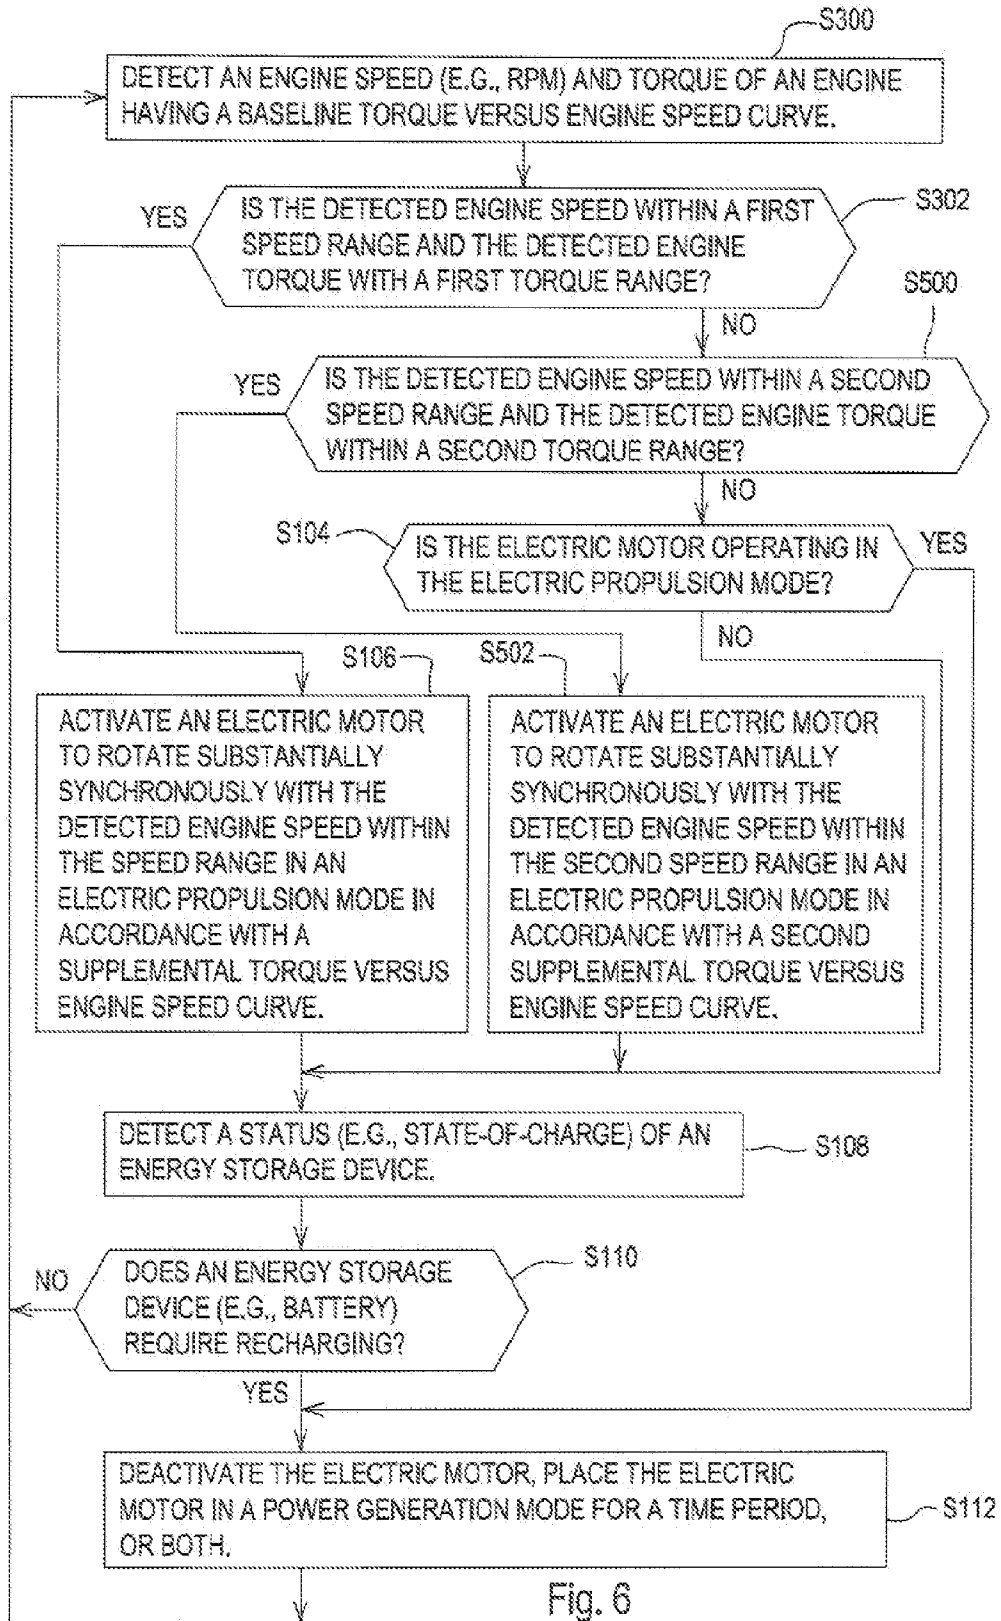 S300
DETECT AN ENGINE SPEED (E.G., RPM) AND TORQUE OF AN ENGINE
HAVING A BASELINE TORQUE VERSUS ENGINE SPEED CURVE.
YES
IS THE DETECTED ENGINE SPEED WITHIN A FIRST
SPEED RANGE AND THE DETECTED ENGINE
TORQUE WITH A FIRST TORQUE RANGE?
S302
NO
S500
YES
IS THE DETECTED ENGINE SPEED WITHIN A SECOND
SPEED RANGE AND THE DETECTED ENGINE TORQUE
WITHIN A SECOND TORQUE RANGE?
NO
S104
IS THE ELECTRIC MOTOR OPERATING IN
THE ELECTRIC PROPULSION MODE?
YES
NO
S106
ACTIVATE AN ELECTRIC MOTOR
TO ROTATE SUBSTANTIALLY
SYNCHRONOUSLY WITH THE
DETECTED ENGINE SPEED WITHIN
THE SPEED RANGE IN AN
ELECTRIC PROPULSION MODE IN
ACCORDANCE WITH A
SUPPLEMENTAL TORQUE VERSUS
ENGINE SPEED CURVE.
S502
ACTIVATE AN ELECTRIC MOTOR
TO ROTATE SUBSTANTIALLY
SYNCHRONOUSLY WITH THE
DETECTED ENGINE SPEED WITHIN
THE SECOND SPEED RANGE IN AN
ELECTRIC PROPULSION MODE IN
ACCORDANCE WITH A SECOND
SUPPLEMENTAL TORQUE VERSUS
ENGINE SPEED CURVE.
DETECT A STATUS (E.G., STATE-OF-CHARGE) OF AN
ENERGY STORAGE DEVICE.
S108
NO
DOES AN ENERGY STORAGE
DEVICE (E.G., BATTERY)
REQUIRE RECHARGING?
S110
YES
DEACTIVATE THE ELECTRIC MOTOR, PLACE THE ELECTRIC
MOTOR IN A POWER GENERATION MODE FOR A TIME PERIOD,
OR BOTH.
S112
Fig. 6